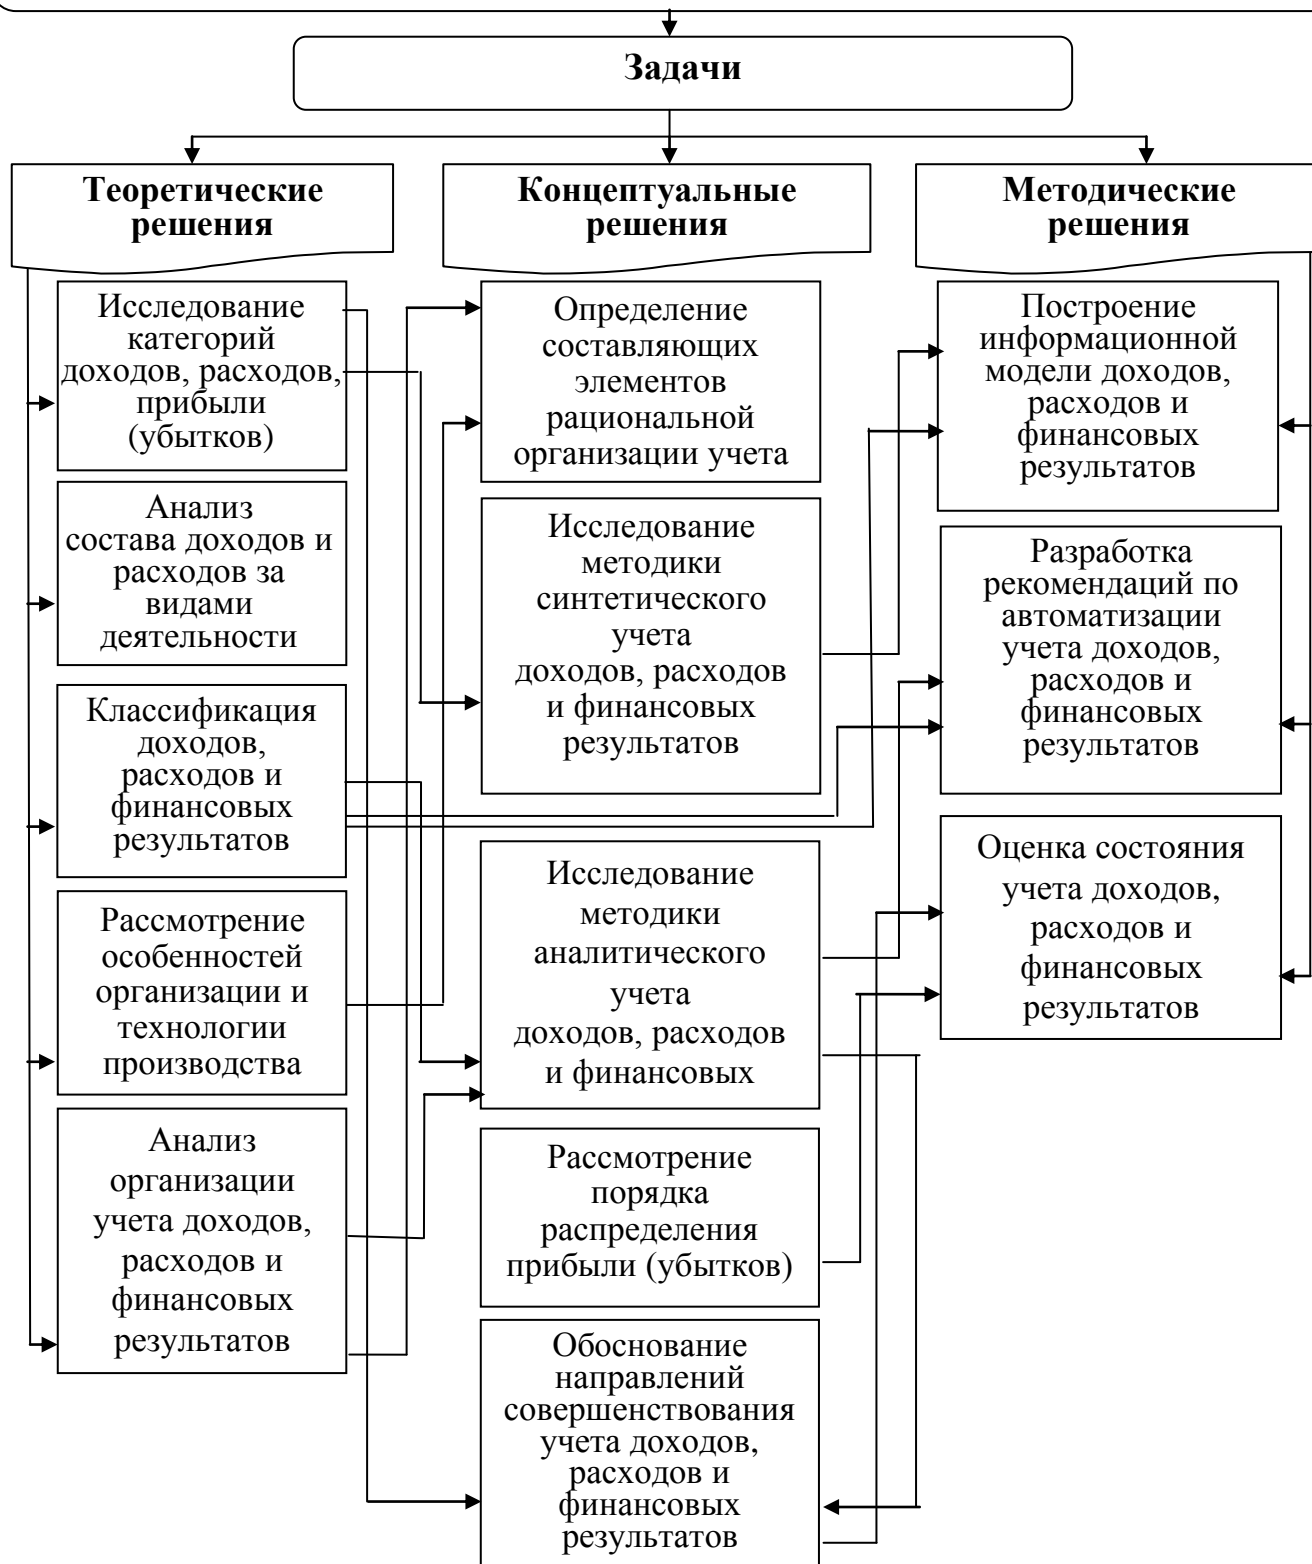 Задачи
Теоретические
решения
Исследование
категорий
доходов, расходов,
прибыли
(убытков)
Анализ
состава доходов и
расходов за
видами
деятельности
Классификация
доходов,
расходов и
финансовых
результатов
Рассмотрение
особенностей
организации и
технологии
производства
Анализ
организации
учета доходов,
расходов и
финансовых
результатов
Концептуальные
решения
Определение
составляющих
элементов
рациональной
организации учета
Исследование
методики
синтетического
учета
доходов, расходов
и финансовых
результатов
Исследование
методики
аналитического
учета
доходов, расходов
и финансовых
Рассмотрение
порядка
распределения
прибыли (убытков)
Обоснование
направлений
совершенствования
учета доходов,
расходов и
финансовых
результатов
Методические
решения
Построение
информационной
модели доходов,
расходов и
финансовых
результатов
Разработка
рекомендаций по
автоматизации
учета доходов,
расходов и
финансовых
результатов
Оценка состояния
учета доходов,
расходов и
финансовых
результатов